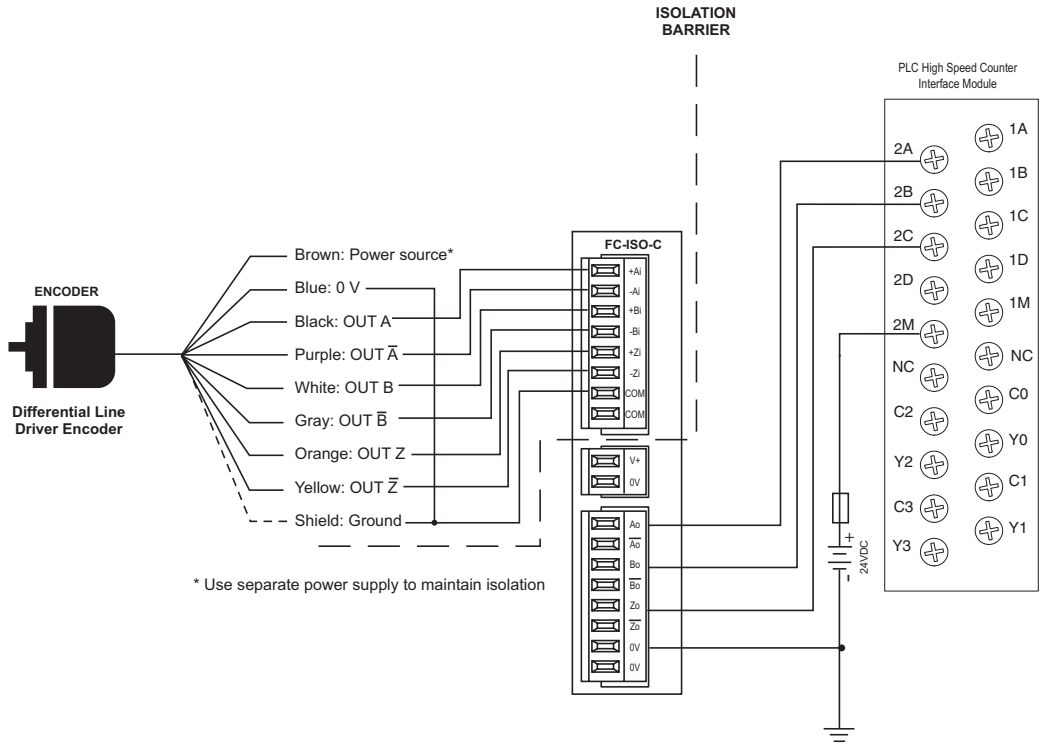 ISOLATION
BARRIER
PLC High Speed Counter
Interface Module
1A
2A
1B
2B
1C
2C
1D
2D
1M
2M
NC
NC
C0
C2
Y0
Y2
C1
C3
Y1
Y3
FC-ISO-C
+Ai
-Ai
+Bi
-Bi
+Zi
-Zi
COM
COM
V+
0V
Ao
A̅o̅
Bo
B̅o̅
Zo
Z̅o̅
0V
0V
Brown: Power source*
Blue: 0 V
Black: OUT A
Purple: OUT A̅
White: OUT B
Gray: OUT B̅
Orange: OUT Z
Yellow: OUT Z̅
Shield: Ground
ENCODER
Differential Line
Driver Encoder
* Use separate power supply to maintain isolation
+
24VDC
-